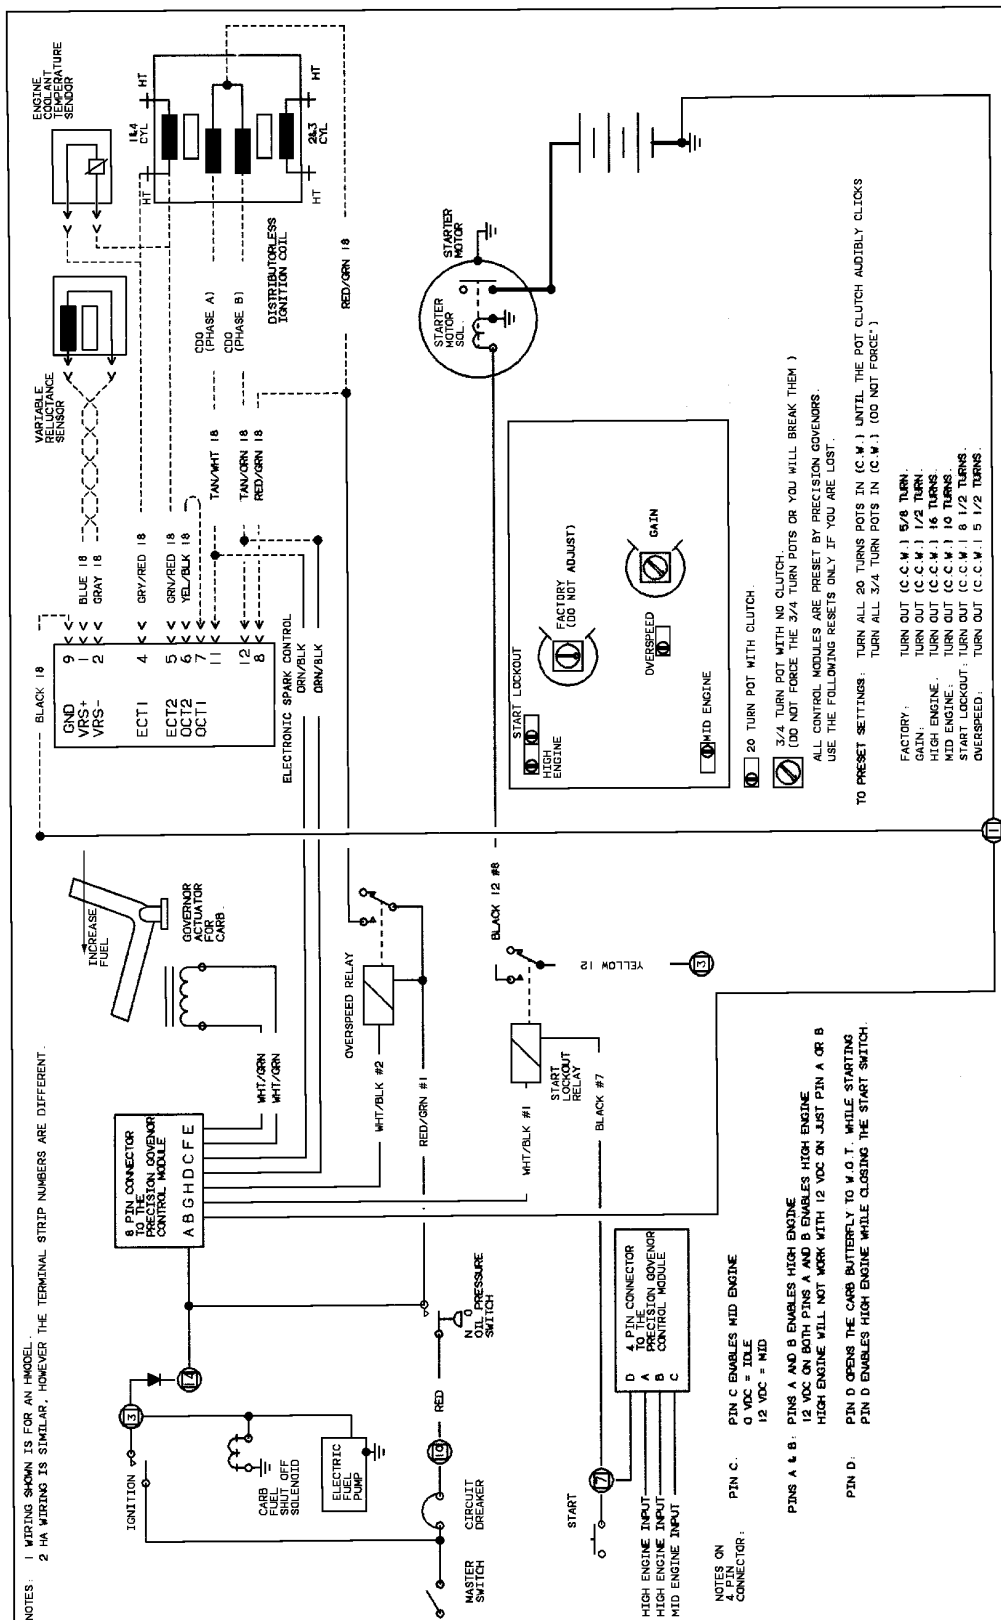 NOTES: 1 WIRING SHOWN IS FOR AN HMODEL.
2 HA WIRING IS SIMILAR, HOWEVER THE TERMINAL STRIP NUMBERS ARE DIFFERENT.
IGNITION
13
14
CARB
FUEL
SHUT OFF
SOLENOID
ELECTRIC
FUEL
PUMP
MASTER
SWITCH
CIRCUIT
BREAKER
19
RED
N O
OIL PRESSURE
SWITCH
8 PIN CONNECTOR
TO THE
PRECISION GOVENOR
CONTROL MODULE
A B G H D C F E
INCREASE
FUEL
GOVERNOR
ACTUATOR
FOR
CARB.
WHT/GRN
WHT/GRN
OVERSPEED RELAY
WHT/BLK #2
RED/GRN #1
WHT/BLK #1
START
LOCKOUT
RELAY
BLACK #7
BLACK 12 #8
YELLOW 12
3
1
START
17
4 PIN CONNECTOR
TO THE
PRECISION GOVENOR
CONTROL MODULE
D A B C
HIGH ENGINE INPUT
HIGH ENGINE INPUT
MID ENGINE INPUT
NOTES ON
4 PIN
CONNECTOR:
PIN C. PIN C ENABLES MID ENGINE
0 VDC = IDLE
12 VDC = MID
PINS A & B: PINS A AND B ENABLES HIGH ENGINE
12 VDC ON BOTH PINS A AND B ENABLES HIGH ENGINE
HIGH ENGINE WILL NOT WORK WITH 12 VDC ON JUST PIN A OR B
PIN D: PIN D OPENS THE CARB BUTTERFLY TO W.O.T. WHILE STARTING
PIN D ENABLES HIGH ENGINE WHILE CLOSING THE START SWITCH.
BLACK 18
GND 9
VRS+ 1
VRS- 2
ECT1 4
ECT2 5
OCT2 6
OCT1 7
11
12
8
ELECTRONIC SPARK CONTROL
ORN/BLK
ORN/BLK
BLUE 18
GRAY 18
GRY/RED 18
GRN/RED 18
YEL/BLK 18
TAN/WHT 18
TAN/ORN 18
RED/GRN 18
VARIABLE
RELUCTANCE
SENSOR
ENGINE
COOLANT
TEMPERATURE
SENSOR
CDO
(PHASE A)
CDO
(PHASE B)
DISTRIBUTORLESS
IGNITION COIL
RED/GRN 18
HT
HT
1&4
CYL
HT
HT
2&3
CYL
STARTER
MOTOR
STARTER
MOTOR
SOL.
START LOCKOUT
HIGH
ENGINE
FACTORY
(DO NOT ADJUST)
OVERSPEED
GAIN
MID ENGINE
20 TURN POT WITH CLUTCH.
3/4 TURN POT WITH NO CLUTCH.
(DO NOT FORCE THE 3/4 TURN POTS OR YOU WILL BREAK THEM )
ALL CONTROL MODULES ARE PRESET BY PRECISION GOVENORS.
USE THE FOLLOWING RESETS ONLY IF YOU ARE LOST.
TO PRESET SETTINGS: TURN ALL 20 TURNS POTS IN (C.W.) UNTIL THE POT CLUTCH AUDIBLY CLICKS
TURN ALL 3/4 TURN POTS IN (C.W.) (DO NOT FORCE")
FACTORY: TURN OUT (C.C.W.) 5/8 TURN.
GAIN: TURN OUT (C.C.W.) 1/2 TURN.
HIGH ENGINE. TURN OUT (C.C.W.) 16 TURNS.
MID ENGINE: TURN OUT (C.C.W.) 10 TURNS.
START LOCKOUT: TURN OUT (C.C.W.) 8 1/2 TURNS.
OVERSPEED: TURN OUT (C.C.W.) 5 1/2 TURNS.